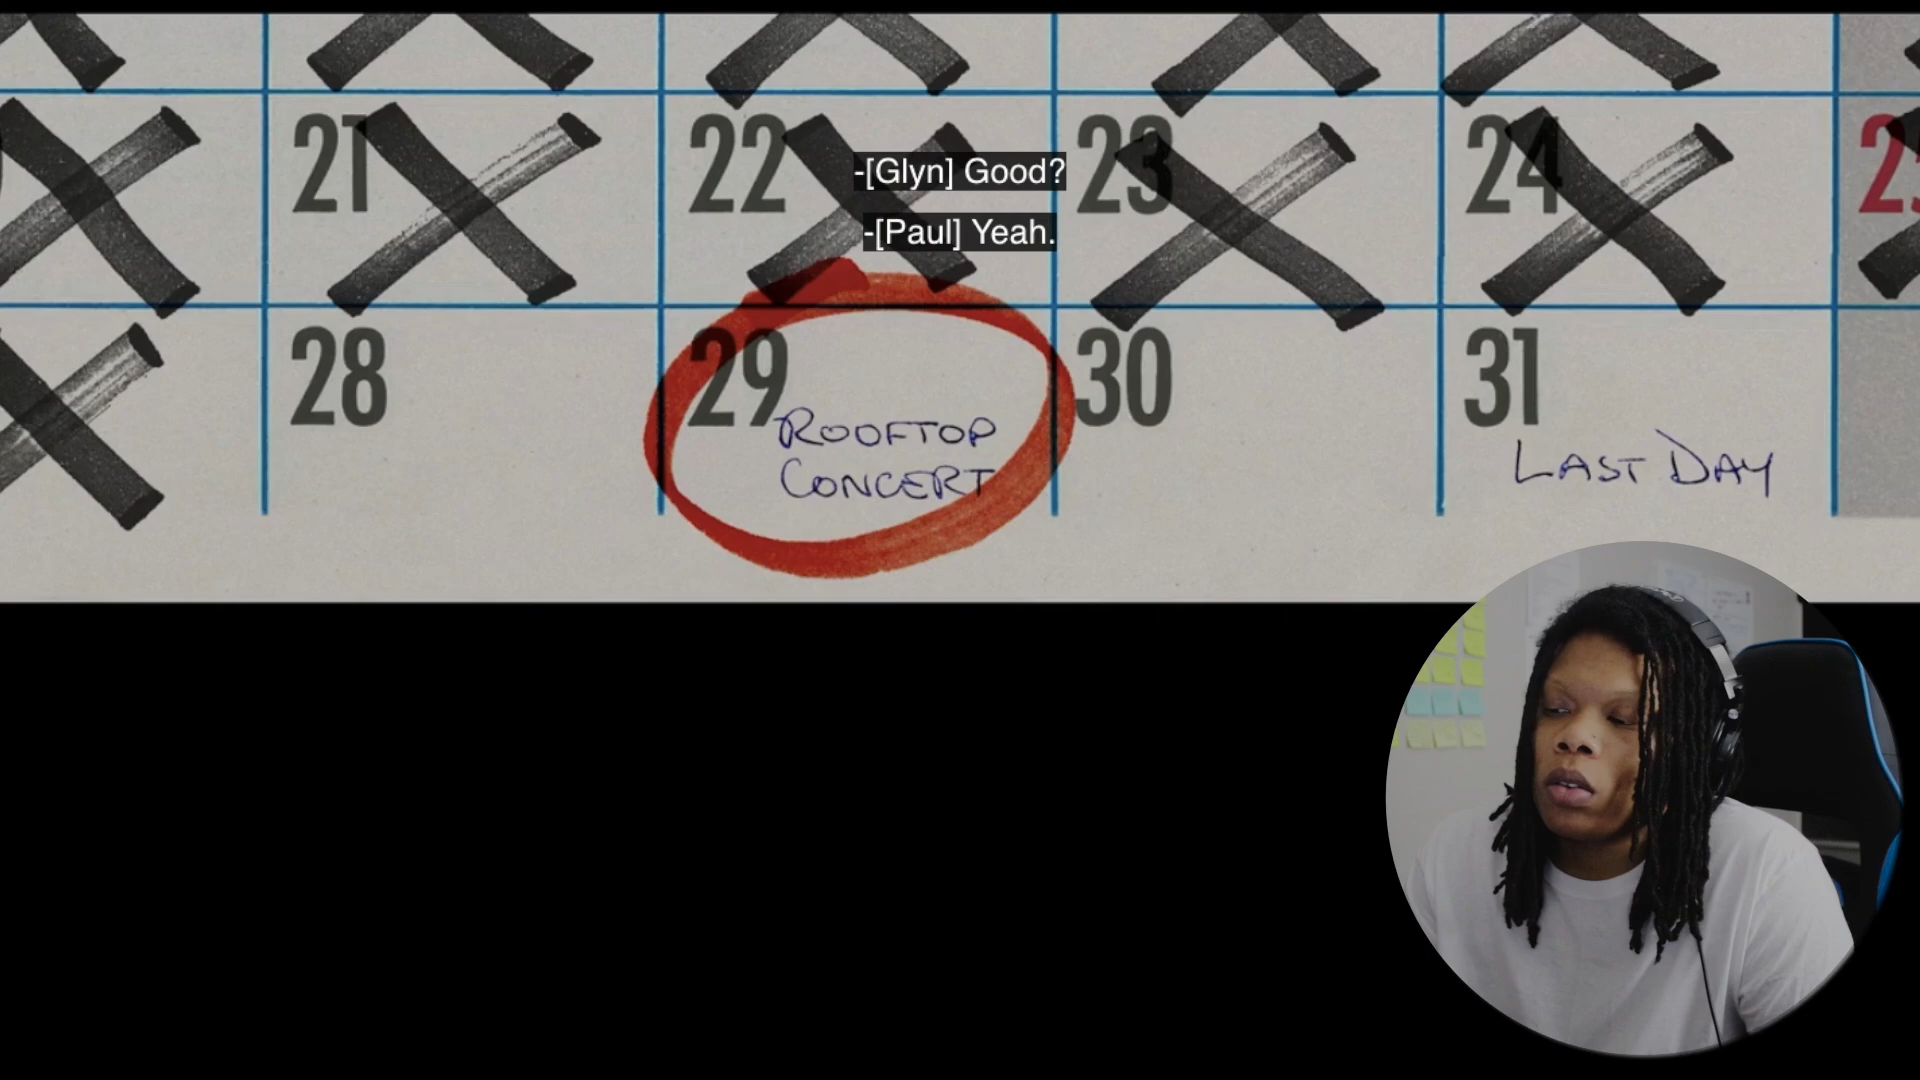 21
22
23
24
-[Glyn] Good?
-[Paul] Yeah.
28
29
30
31
ROOFTOP
CONCERT
LAST DAY